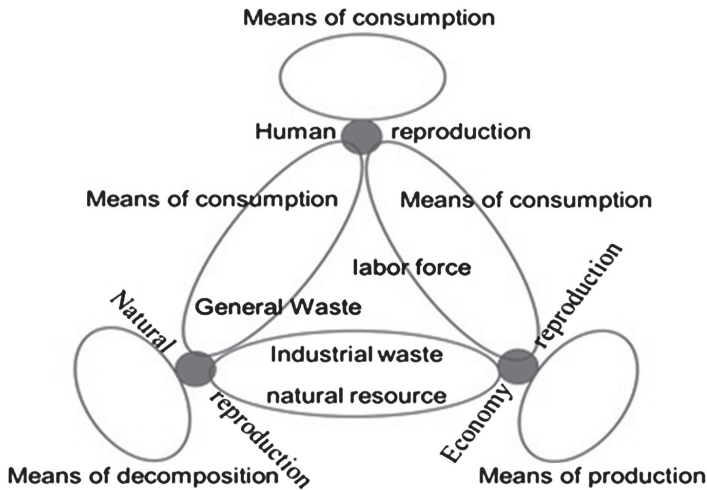 Means of consumption
Human reproduction
Means of consumption
Means of consumption
labor force
Natural
reproduction
General Waste
Industrial waste
natural resource
reproduction
Economy
Means of decomposition
Means of production